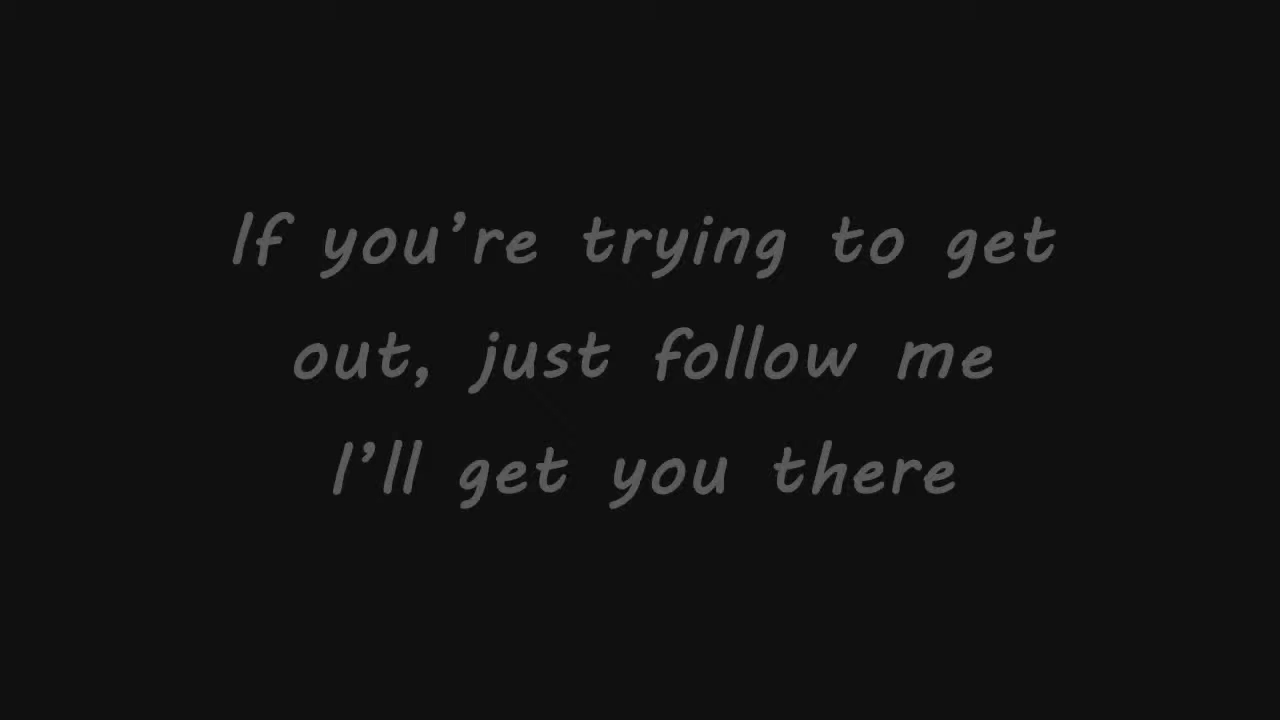 If you’re trying to get
out, just follow me
I’ll get you there